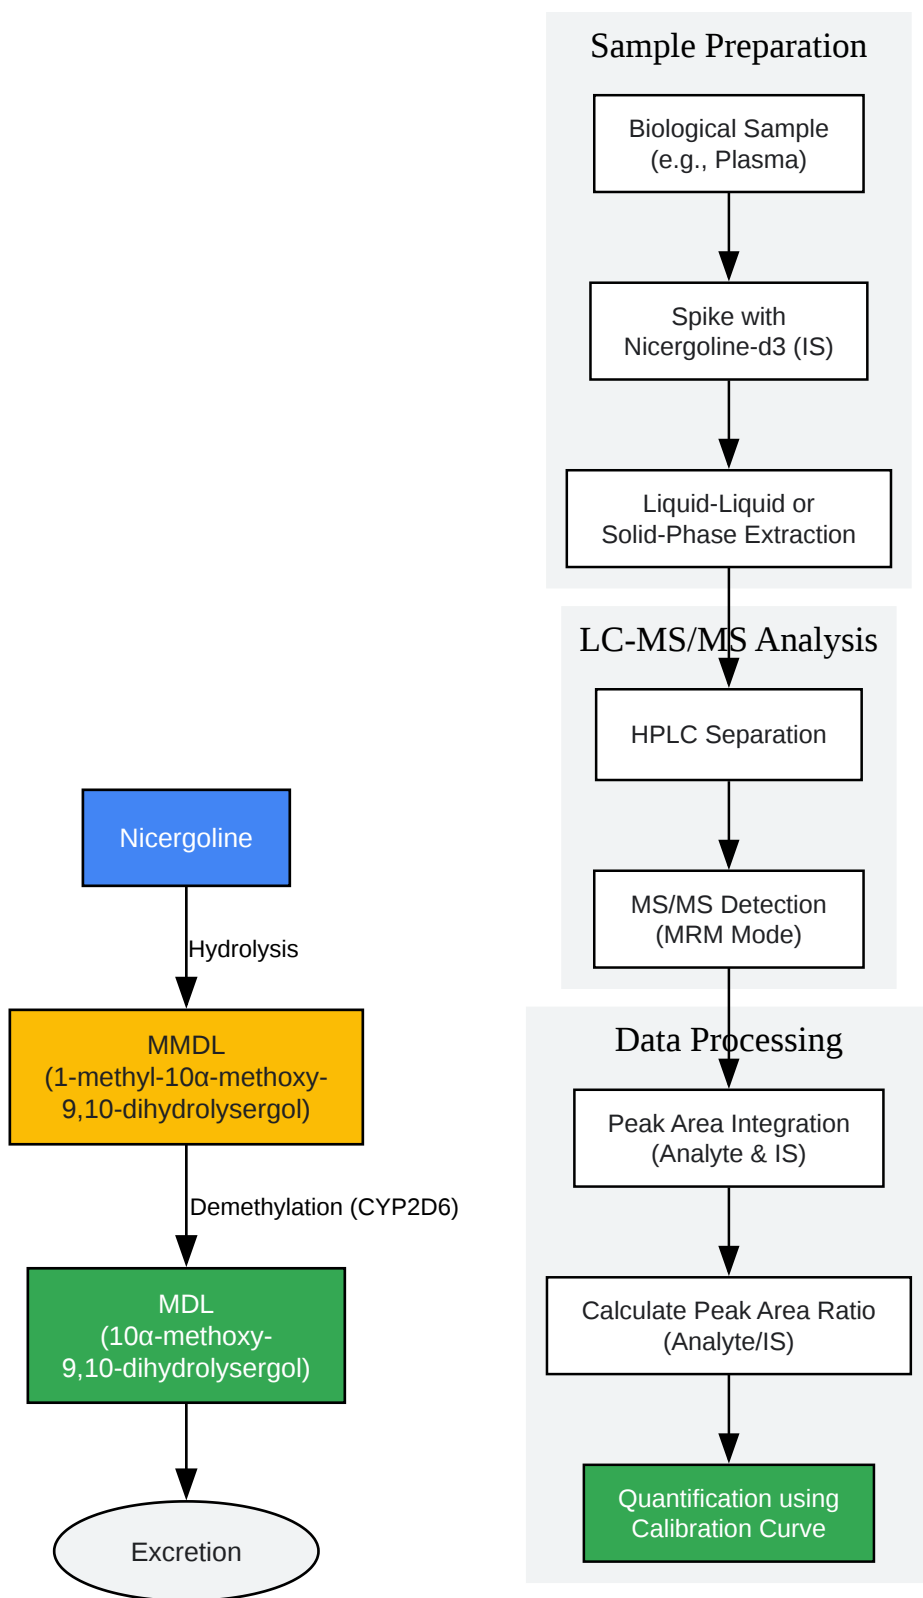 Sample Preparation
Biological Sample
(e.g., Plasma)
Spike with
Nicergoline-d3 (IS)
Liquid-Liquid or
Solid-Phase Extraction
LC-MS/MS Analysis
HPLC Separation
MS/MS Detection
(MRM Mode)
Data Processing
Peak Area Integration
(Analyte & IS)
Calculate Peak Area Ratio
(Analyte/IS)
Quantification using
Calibration Curve
Nicergoline
Hydrolysis
MMDL
(1-methyl-10α-methoxy-
9,10-dihydrolysergol)
Demethylation (CYP2D6)
MDL
(10α-methoxy-
9,10-dihydrolysergol)
Excretion